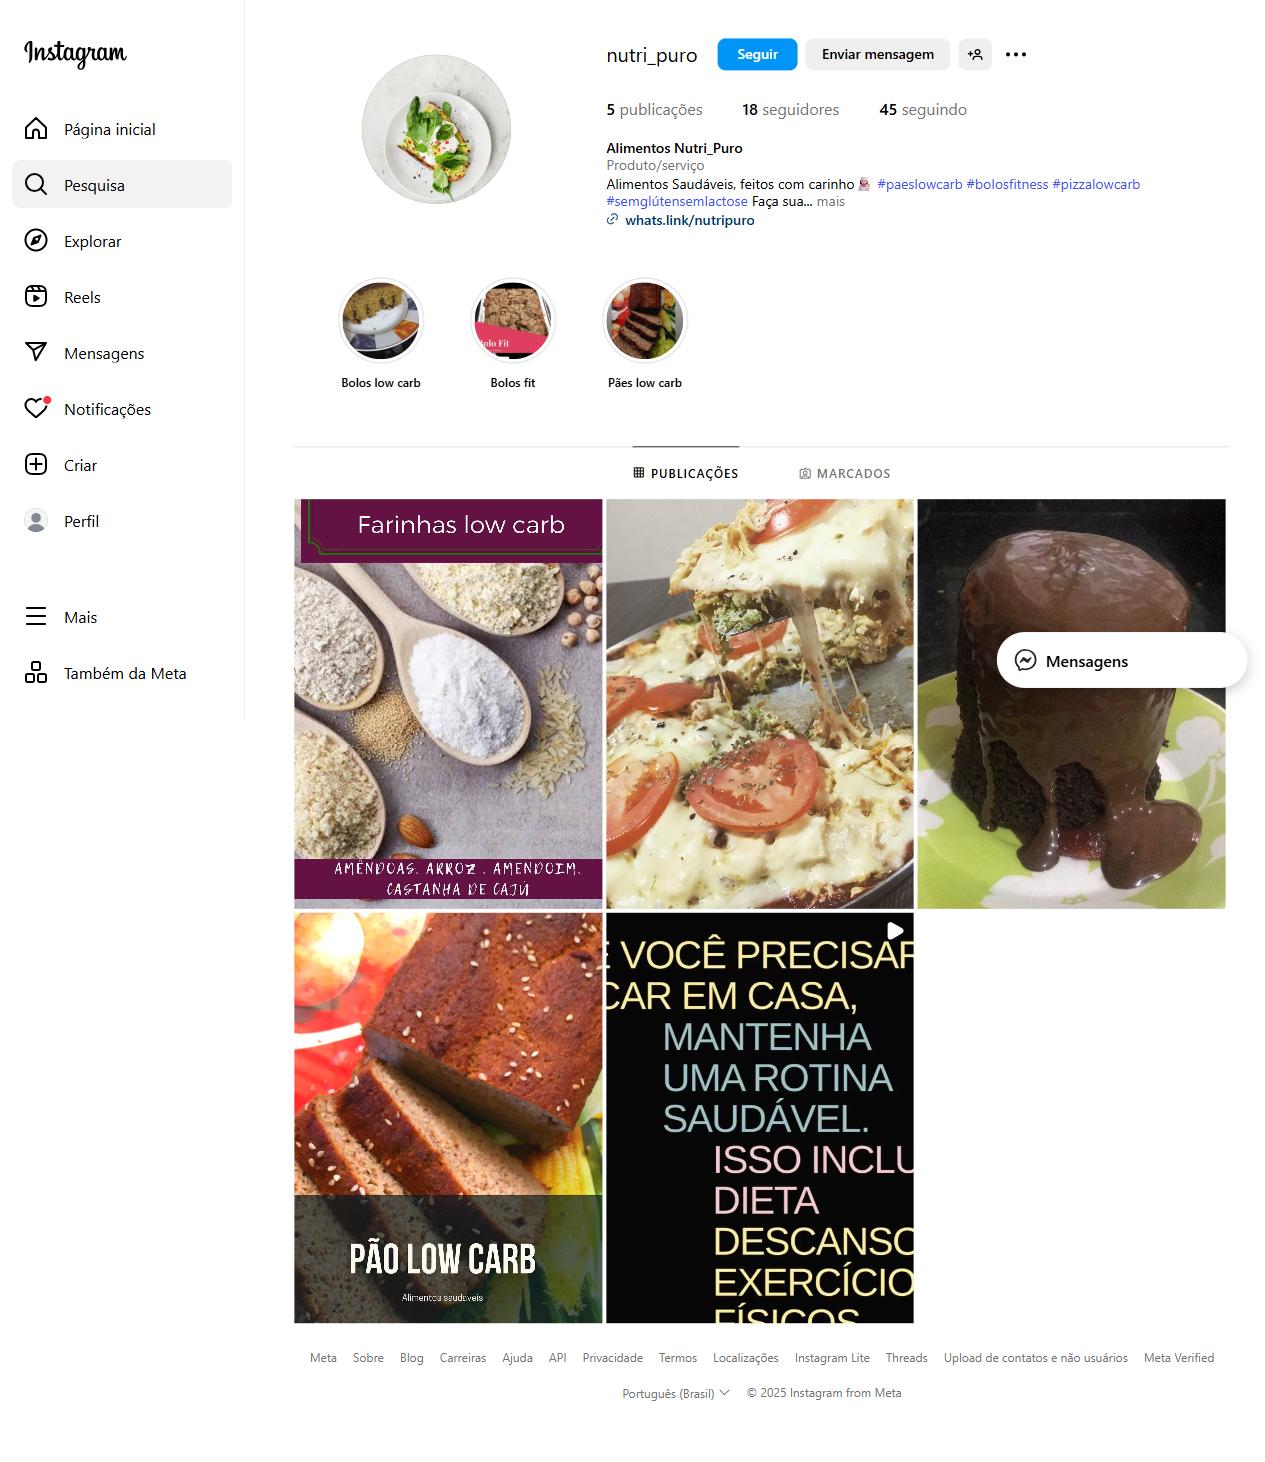 Instagram
Página inicial
Pesquisa
Explorar
Reels
Mensagens
Notificações
Criar
Perfil
Mais
Também da Meta
nutri_puro
Seguir
Enviar mensagem
5 publicações
18 seguidores
45 seguindo
Alimentos Nutri_Puro
Produto/serviço
Alimentos Saudáveis, feitos com carinho #paeslowcarb #bolosfitness #pizzalowcarb
#semglútensemlactose Faça sua... mais
whats.link/nutripuro
Bolo Fit
Bolos low carb
Bolos fit
Pães low carb
PUBLICAÇÕES
MARCADOS
Farinhas low carb
AMÊNDOAS, ARROZ , AMENDOIM,
CASTANHA DE CAJÚ
Mensagens
PÃO LOW CARB
Alimentos saudáveis
E VOCÊ PRECISAR
CAR EM CASA,
MANTENHA
UMA ROTINA
SAUDÁVEL.
ISSO INCLU
DIETA
DESCANSO
EXERCÍCIO
FÍSICOS
Meta Sobre Blog Carreiras Ajuda API Privacidade Termos Localizações Instagram Lite Threads Upload de contatos e não usuários Meta Verified
Português (Brasil) © 2025 Instagram from Meta